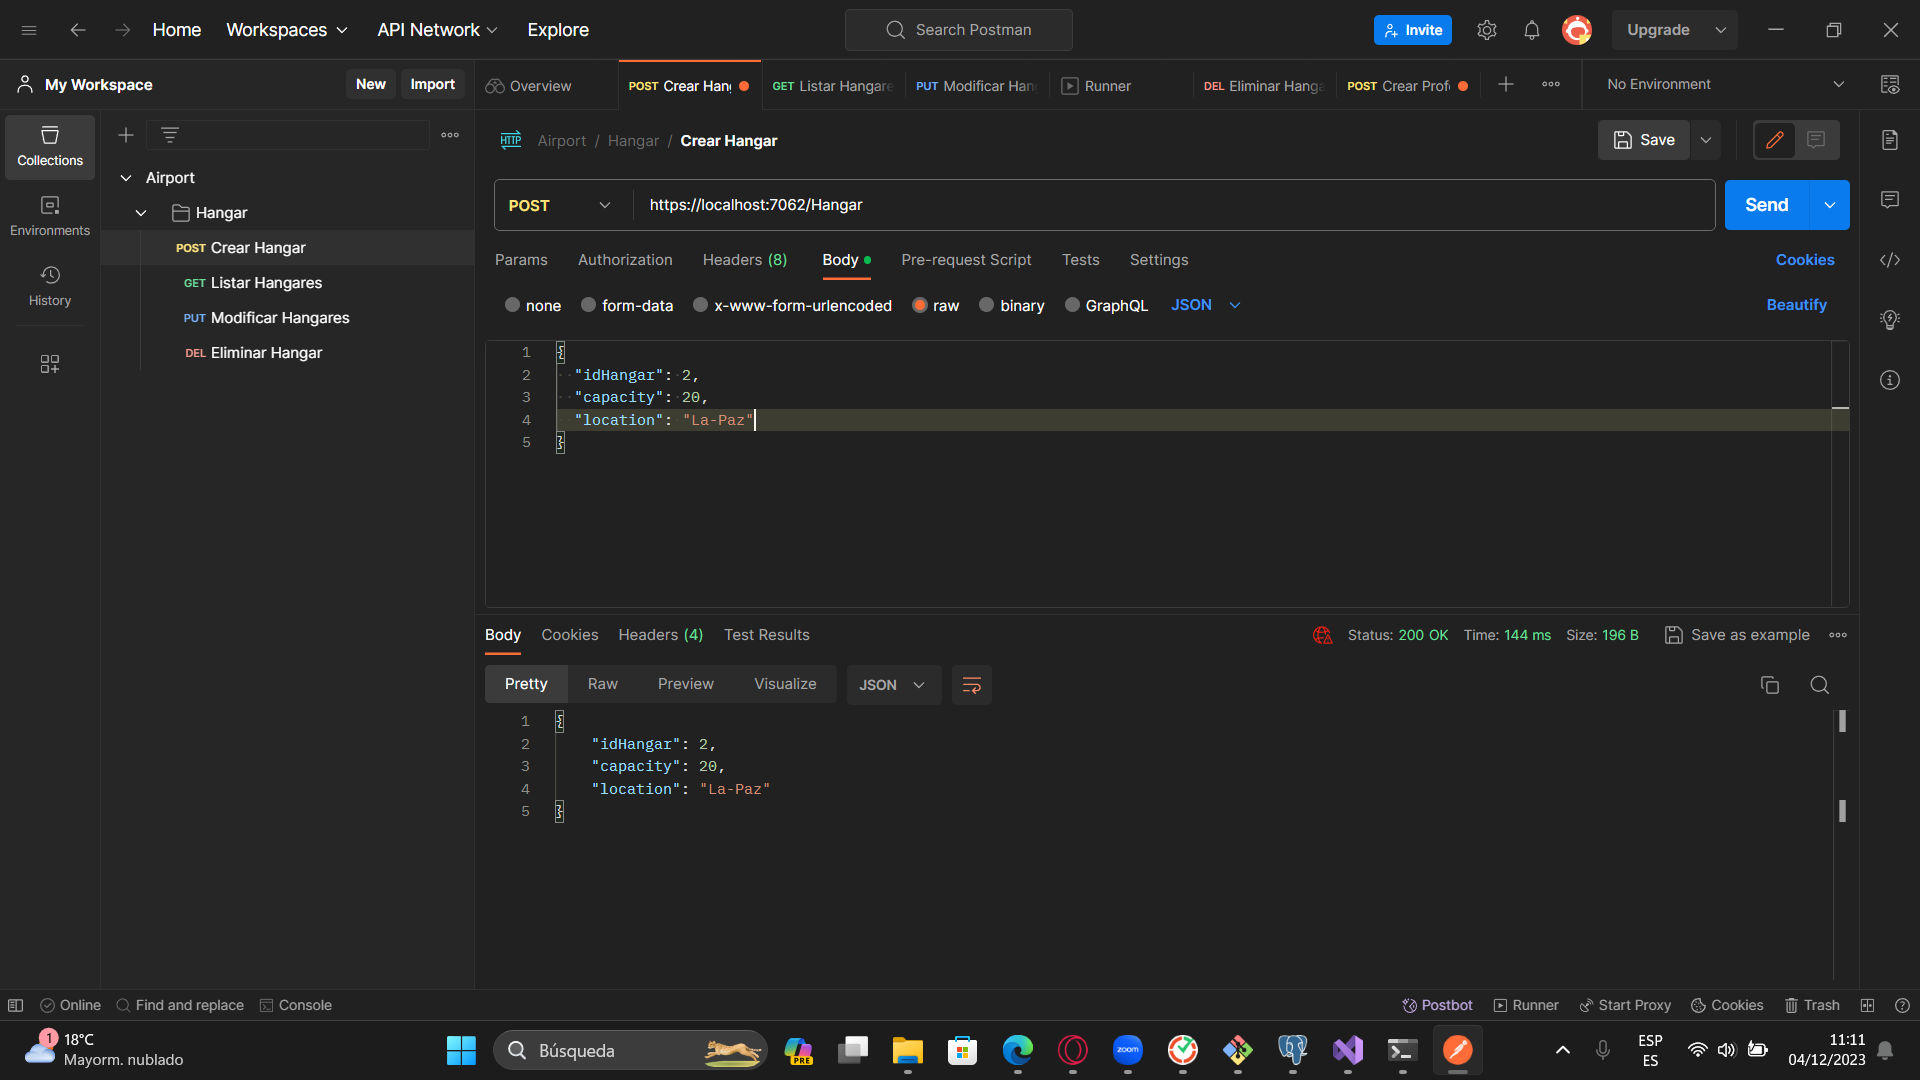 Home Workspaces API Network Explore Search Postman Invite Upgrade
My Workspace New Import Overview POST Crear Hang GET Listar Hangare PUT Modificar Han Runner DEL Eliminar Hanga POST Crear Profe No Environment
Collections
Environments
History
Airport
Hangar
POST Crear Hangar
GET Listar Hangares
PUT Modificar Hangares
DEL Eliminar Hangar
HTTP Airport / Hangar / Crear Hangar Save
POST https://localhost:7062/Hangar Send
Params Authorization Headers (8) Body Pre-request Script Tests Settings Cookies
none form-data x-www-form-urlencoded raw binary GraphQL JSON Beautify
1 {
2 "idHangar": 2,
3 "capacity": 20,
4 "location": "La-Paz"
5 }
Body Cookies Headers (4) Test Results Status: 200 OK Time: 144 ms Size: 196 B Save as example
Pretty Raw Preview Visualize JSON
1 {
2 "idHangar": 2,
3 "capacity": 20,
4 "location": "La-Paz"
5 }
Online Find and replace Console Postbot Runner Start Proxy Cookies Trash
1 18°C
Mayorm. nublado
Búsqueda
PRE
zoom
ESP
ES
11:11
04/12/2023